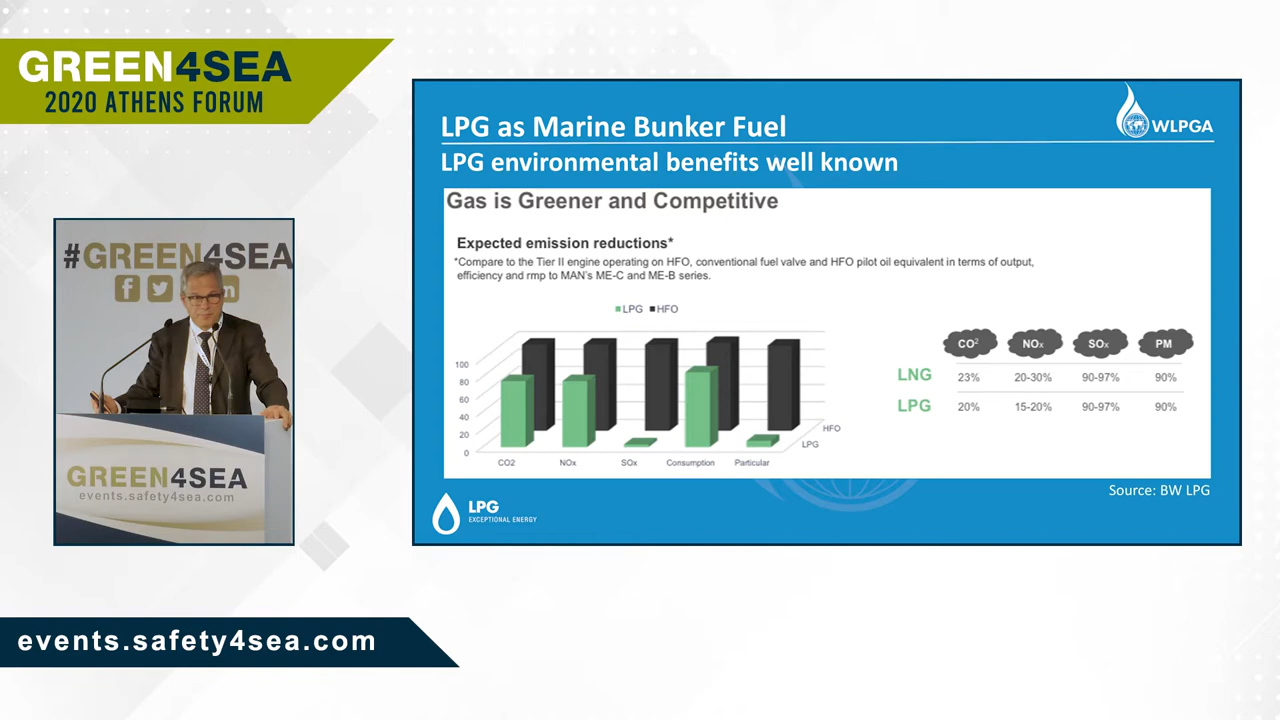 GREEN4SEA
2020 ATHENS FORUM
#GREEN4SEA
GREEN4SEA
events.safety4sea.com
events.safety4sea.com
LPG as Marine Bunker Fuel
WLPGA
LPG environmental benefits well known
Gas is Greener and Competitive
Expected emission reductions*
*Compare to the Tier II engine operating on HFO, conventional fuel valve and HFO pilot oil equivalent in terms of output,
efficiency and rmp to MAN's ME-C and ME-B series.
LPG HFO
100
80
60
40
20
0
CO2 NOx SOx Consumption Particular
LPG
HFO
CO² NOx SOx PM
LNG 23% 20-30% 90-97% 90%
LPG 20% 15-20% 90-97% 90%
Source: BW LPG
LPG
EXCEPTIONAL ENERGY